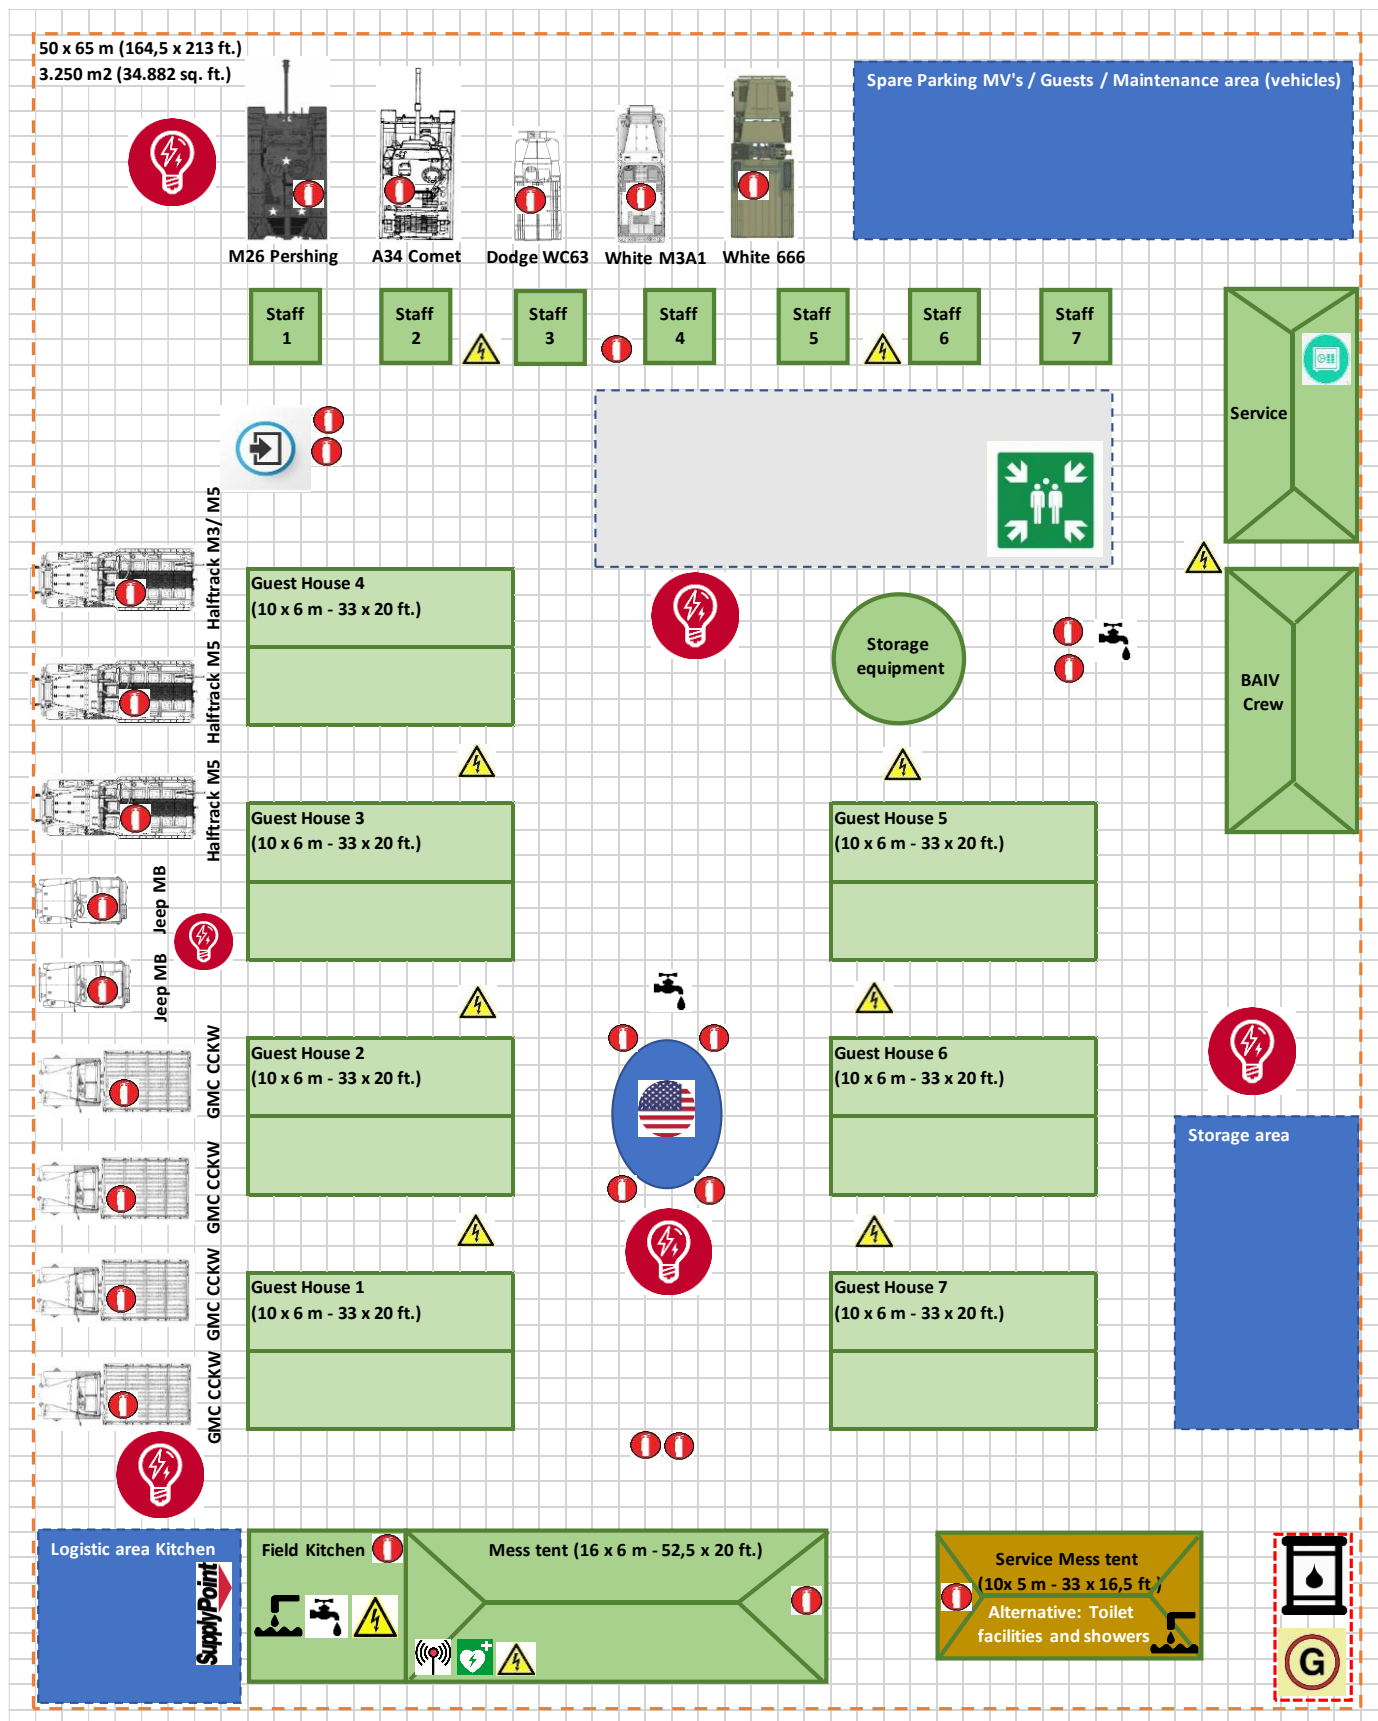 50 x 65 m (164,5 x 213 ft.)
3.250 m2 (34.882 sq. ft.)
Spare Parking MV's / Guests / Maintenance area (vehicles)
M26 Pershing
A34 Comet
Dodge WC63
White M3A1
White 666
Staff
1
Staff
2
Staff
3
Staff
4
Staff
5
Staff
6
Staff
7
Service
Halftrack M3/ M5
Guest House 4
(10 x 6 m - 33 x 20 ft.)
Storage
equipment
Halftrack M5
BAIV
Crew
Halftrack M5
Guest House 3
(10 x 6 m - 33 x 20 ft.)
Guest House 5
(10 x 6 m - 33 x 20 ft.)
Jeep MB
Jeep MB
GMC CCKW
Guest House 2
(10 x 6 m - 33 x 20 ft.)
Guest House 6
(10 x 6 m - 33 x 20 ft.)
Storage area
GMC CCKW
GMC CCKW
Guest House 1
(10 x 6 m - 33 x 20 ft.)
Guest House 7
(10 x 6 m - 33 x 20 ft.)
GMC CCKW
Logistic area Kitchen
SupplyPoint
Field Kitchen
Mess tent (16 x 6 m - 52,5 x 20 ft.)
Service Mess tent
(10x 5 m - 33 x 16,5 ft.)
Alternative: Toilet
facilities and showers
G